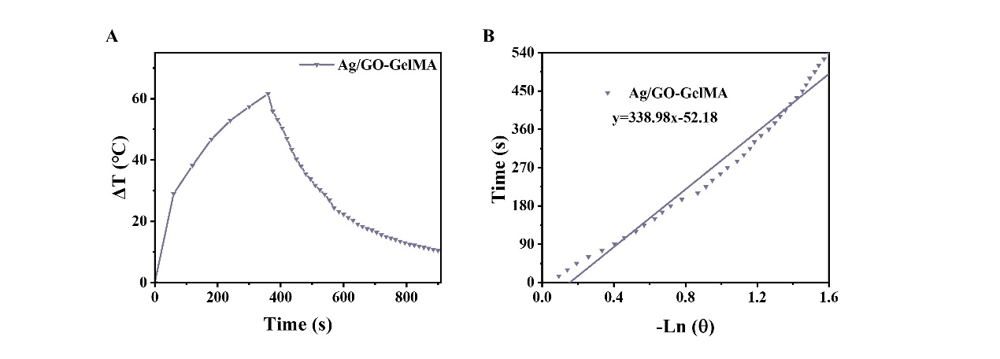 A
Ag/GO-GelMA
60
40
20
0
ΔT (℃)
0 200 400 600 800
Time (s)
B
Ag/GO-GelMA
y=338.98x-52.18
540
450
360
270
180
90
0
Time (s)
0.0 0.4 0.8 1.2 1.6
-Ln (θ)